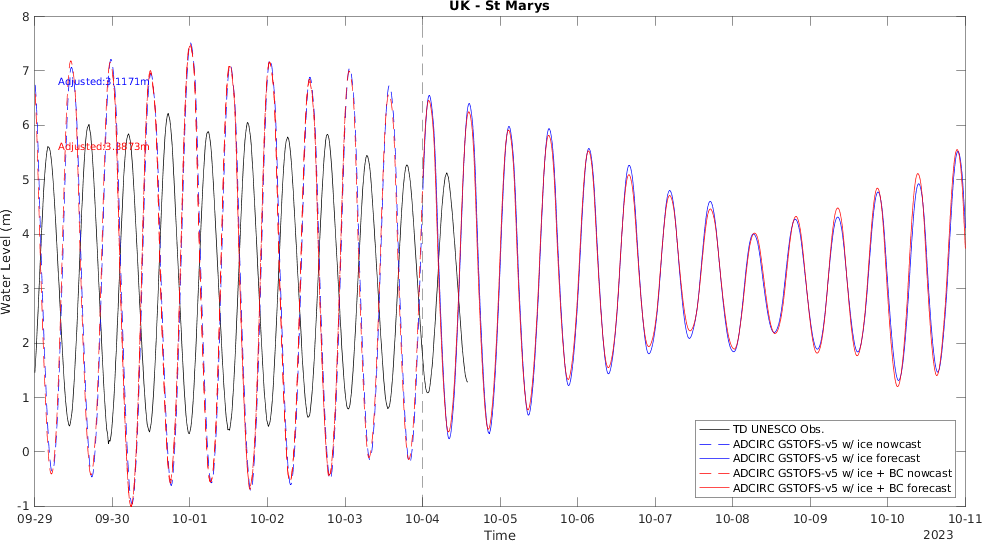 UK - St Marys
8
7
6
5
4
3
2
1
0
-1
Water Level (m)
Adjusted:3.1171m
Adjusted:3.3873m
TD UNESCO Obs.
ADCIRC GSTOFS-v5 w/ ice nowcast
ADCIRC GSTOFS-v5 w/ ice forecast
ADCIRC GSTOFS-v5 w/ ice + BC nowcast
ADCIRC GSTOFS-v5 w/ ice + BC forecast
09-29 09-30 10-01 10-02 10-03 10-04 10-05 10-06 10-07 10-08 10-09 10-10 10-11
Time
2023